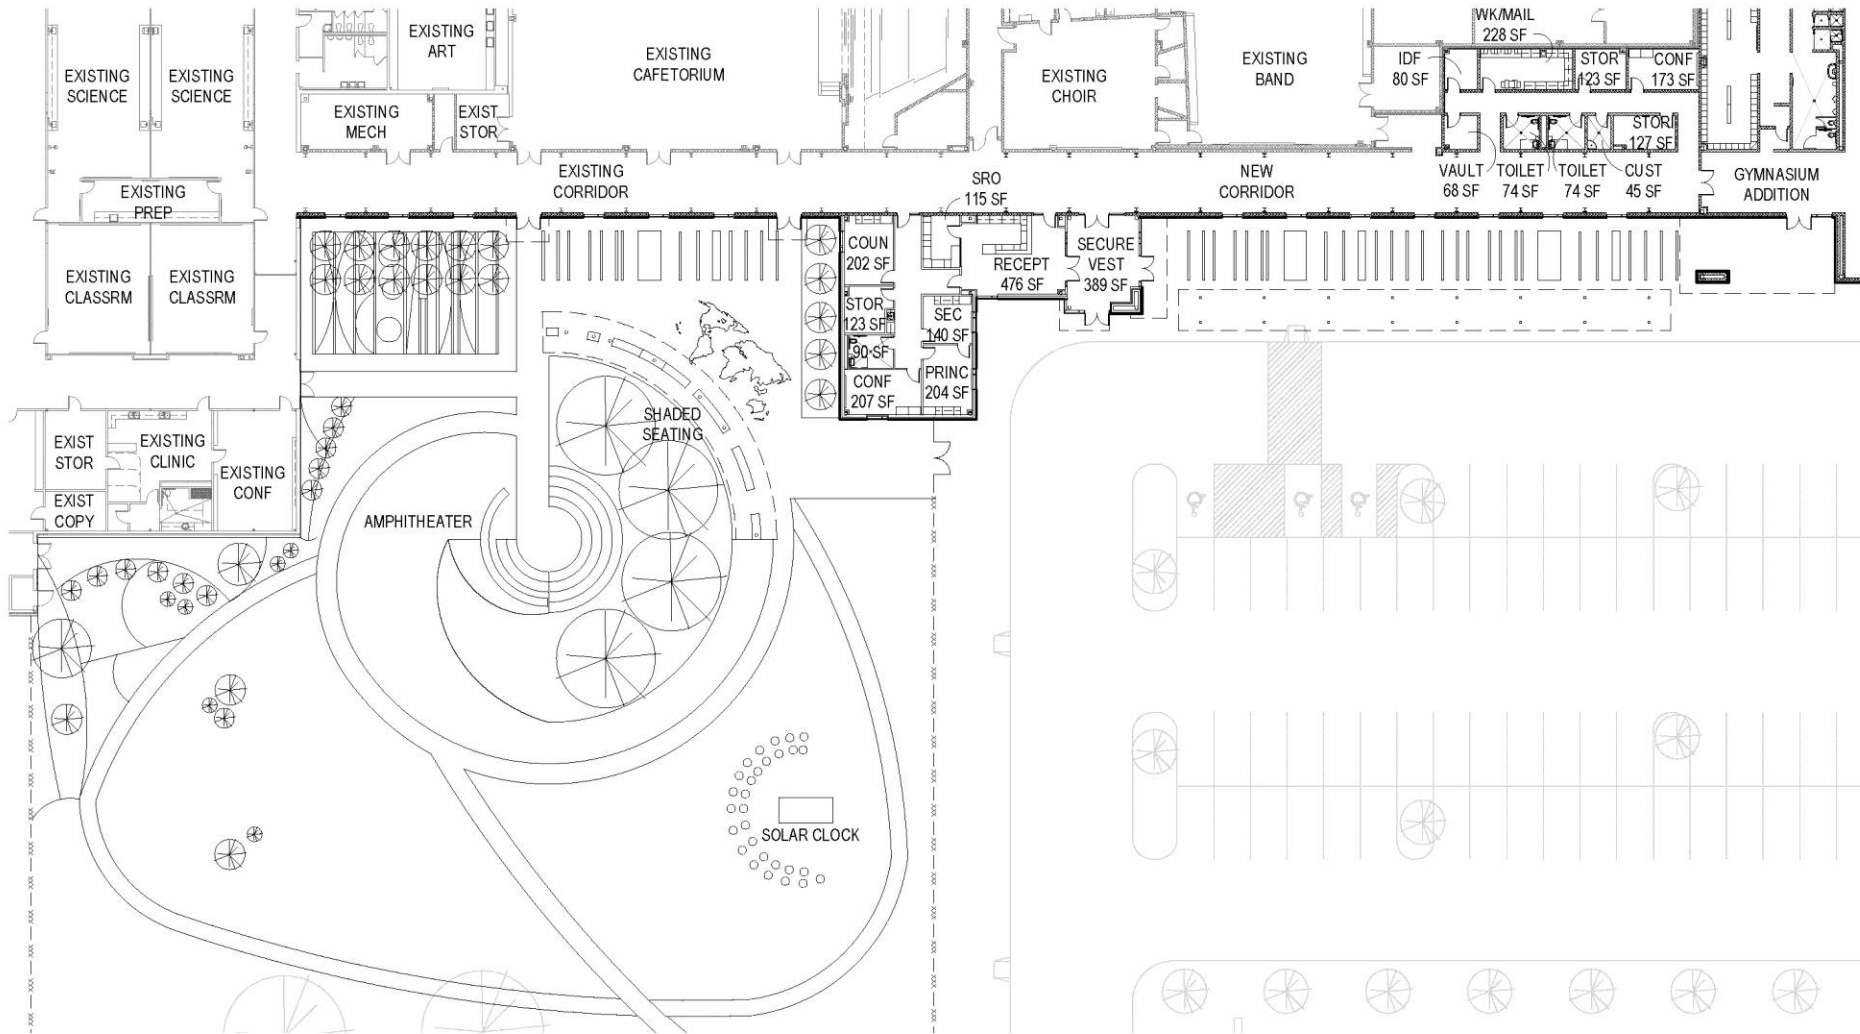 EXISTING
SCIENCE
EXISTING
SCIENCE
EXISTING
ART
EXISTING
CAFETORIUM
EXISTING
CHOIR
EXISTING
BAND
WK/MAIL
228 SF
IDF
80 SF
STOR
123 SF
CONF
173 SF
EXISTING
MECH
EXIST
STOR
STOR
127 SF
EXISTING
CORRIDOR
SRO
115 SF
NEW
CORRIDOR
VAULT
68 SF
TOILET
74 SF
TOILET
74 SF
CUST
45 SF
GYMNASIUM
ADDITION
EXISTING
PREP
EXISTING
CLASSRM
EXISTING
CLASSRM
COUN
202 SF
RECEPT
476 SF
SECURE
VEST
389 SF
STOR
123 SF
SEC
140 SF
90 SF
CONF
207 SF
PRINC
204 SF
SHADED
SEATING
EXIST
STOR
EXISTING
CLINIC
EXISTING
CONF
EXIST
COPY
AMPHITHEATER
SOLAR CLOCK